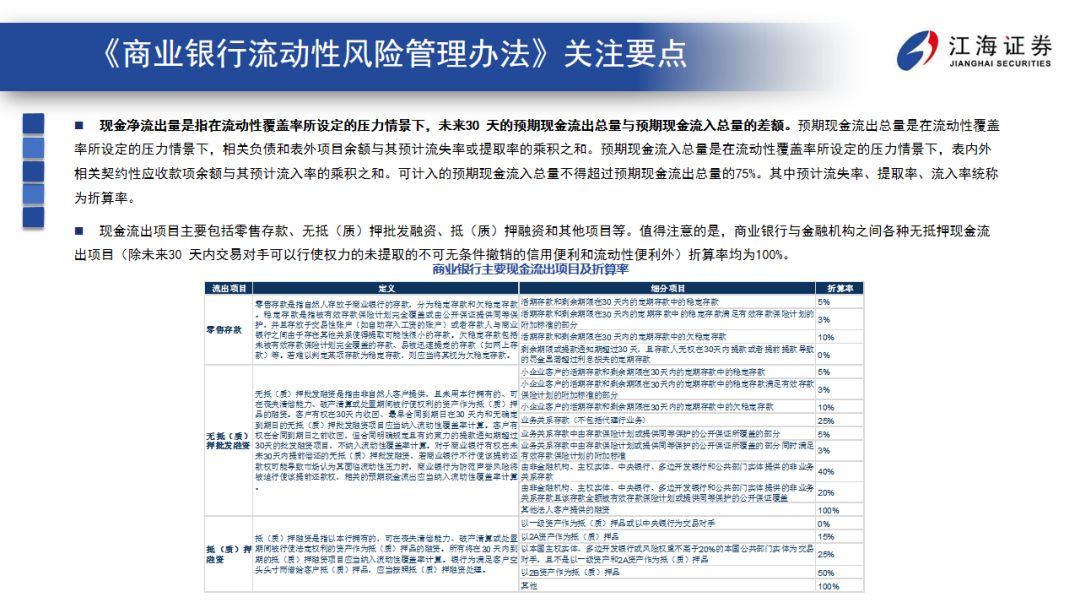 《商业银行流动性风险管理办法》关注要点
江海证券
JIANGHAI SECURITIES
■ 现金净流出量是指在流动性覆盖率所设定的压力情景下，未来30 天的预期现金流出总量与预期现金流入总量的差额。预期现金流出总量是在流动性覆盖
率所设定的压力情景下，相关负债和表外项目余额与其预计流失率或提取率的乘积之和。预期现金流入总量是在流动性覆盖率所设定的压力情景下，表内外
相关契约性应收款项余额与其预计流入率的乘积之和。可计入的预期现金流入总量不得超过预期现金流出总量的75%。其中预计流失率、提取率、流入率统称
为折算率。
■ 现金流出项目主要包括零售存款、无抵（质）押批发融资、抵（质）押融资和其他项目等。值得注意的是，商业银行与金融机构之间各种无抵押现金流
出项目（除未来30 天内交易对手可以行使权力的未提取的不可无条件撤销的信用便利和流动性便利外）折算率均为100%。
商业银行主要现金流出项目及折算率
流出项目 定义 细分项目 折算率
零售存款
零售存款是指自然人存放于商业银行的存款，分为稳定存款和欠稳定存款
。稳定存款是指被有效存款保险计划完全覆盖或由公开保证提供同等保
护，并且存放于交易性账户（如自动存入工资的账户）或者存款人与商业
银行之间由于存在其他关系使得提取可能性很小的存款。欠稳定存款包括
未被有效存款保险计划完全覆盖的存款、易被迅速提走的存款（如网上存
款）等。若难以判定某项存款为稳定存款，则应当将其视为欠稳定存款。
活期存款和剩余期限在30 天内的定期存款中的稳定存款 5%
活期存款和剩余期限在30天内的定期存款中的稳定存款满足有效存款保险计划的
附加标准的部分 3%
活期存款和剩余期限在30天内的定期存款中的欠稳定存款 10%
剩余期限或提款通知期超过30天，且存款人无权在30天内提款或者提前提款导致
的罚金显著超过利息损失的定期存款 0%
无抵（质）
押批发融资
无抵（质）押批发融资是指由非自然人客户提供，且未用本行拥有的、可
在丧失清偿能力、破产清算或处置期间被行使权利的资产作为抵（质）押
品的融资。客户有权在30天内收回、最早合同到期日在30 天内和无确定
到期日的无抵（质）押批发融资项目应当纳入流动性覆盖率计算。客户有
权在合同到期日之前收回，但合同明确规定具有约束力的提款通知期超过
30天的批发融资项目，不纳入流动性覆盖率计算。对于商业银行有权在未
未30天内提前偿还的无抵（质）押批发融资，若商业银行不行使该提前还
款权可能导致市场认为其面临流动性压力时，商业银行为防范声誉风险将
被迫行使该提前还款权，相关的预期现金流出应当纳入流动性覆盖率计算
。
小企业客户的活期存款和剩余期限在30天内的定期存款中的稳定存款 5%
小企业客户的活期存款和剩余期限在30天内的定期存款中的稳定存款满足有效存款
保险计划的附加标准的部分 3%
小企业客户的活期存款和剩余期限在30天内的定期存款中的欠稳定存款 10%
业务关系存款（不包括代理行业务） 25%
业务关系存款中由存款保险计划或提供同等保护的公开保证所覆盖的部分 5%
业务关系存款中由存款保险计划或提供同等保护的公开保证所覆盖的部分同时满足
有效存款保险计划的附加标准 3%
由非金融机构、主权实体、中央银行、多边开发银行和公共部门实体提供的非业务
关系存款 40%
由非金融机构、主权实体、中央银行、多边开发银行和公共部门实体提供的非业务
关系存款且该存款全额被有效存款保险计划或提供同等保护的公开保证覆盖 20%
其他法人客户提供的融资 100%
抵（质）押
融资
抵（质）押融资是指以本行拥有的、可在丧失清偿能力、破产清算或处置
期间被行使法定权利的资产作为抵（质）押品的融资。所有将在30 天内到
期的抵（质）押融资项目应当纳入流动性覆盖率计算。银行为满足客户空
头头寸而借给客户抵（质）押品，应当按照抵（质）押融资处理。
以一级资产作为抵（质）押品或以中央银行为交易对手 0%
以2A资产作为抵（质）押品 15%
以本国主权实体、多边开发银行或风险权重不高于20%的本国公共部门实体为交易
对手，且不是以一级资产和2A资产作为抵（质）押品 25%
以2B资产作为抵（质）押品 50%
其他 100%